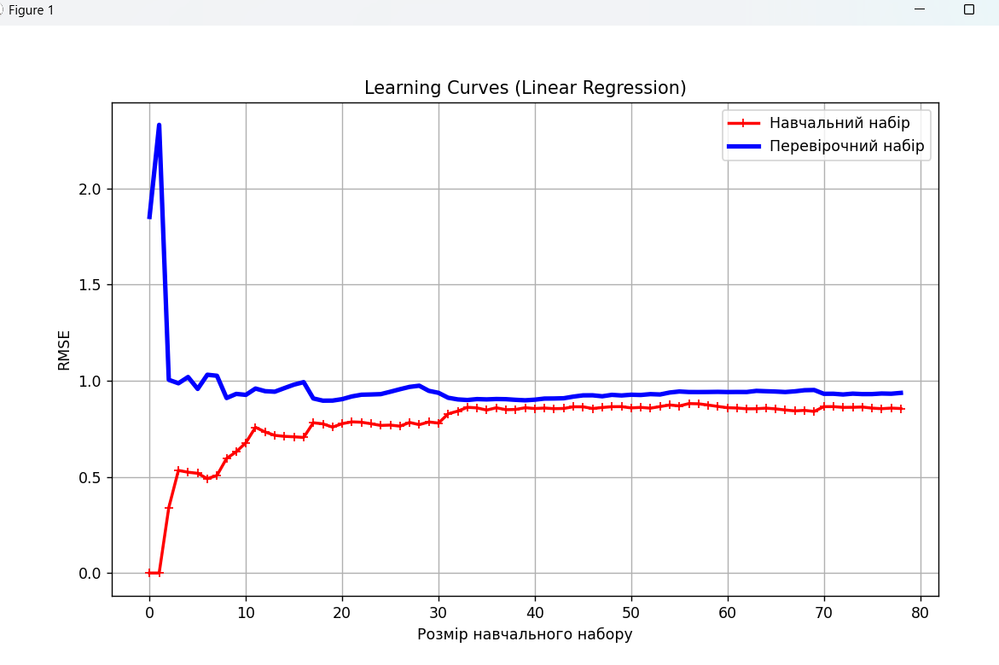 Figure 1
Learning Curves (Linear Regression)
Навчальний набір
Перевірочний набір
2.0
1.5
1.0
0.5
0.0
RMSE
0 10 20 30 40 50 60 70 80
Розмір навчального набору